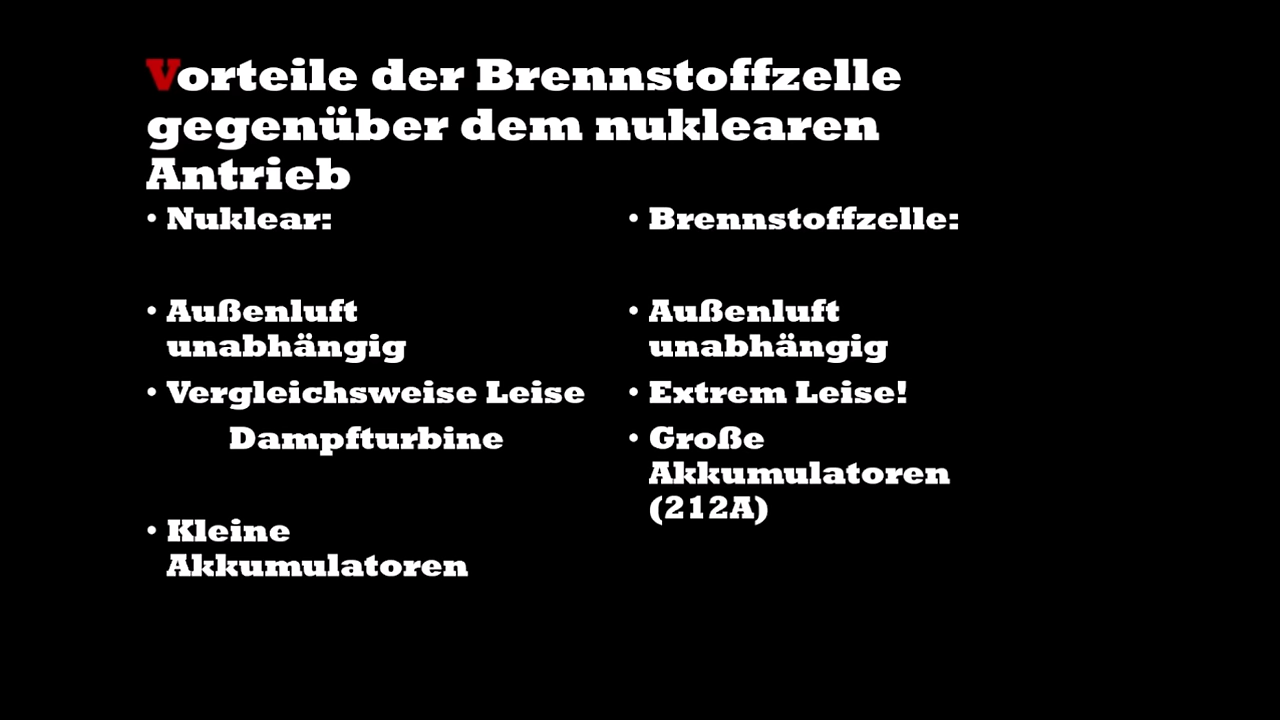 Vorteile der Brennstoffzelle
gegenüber dem nuklearen
Antrieb
• Nuklear:
• Außenluft
unabhängig
• Vergleichsweise Leise
Dampfturbine
• Kleine
Akkumulatoren
• Brennstoffzelle:
• Außenluft
unabhängig
• Extrem Leise!
• Große
Akkumulatoren
(212A)